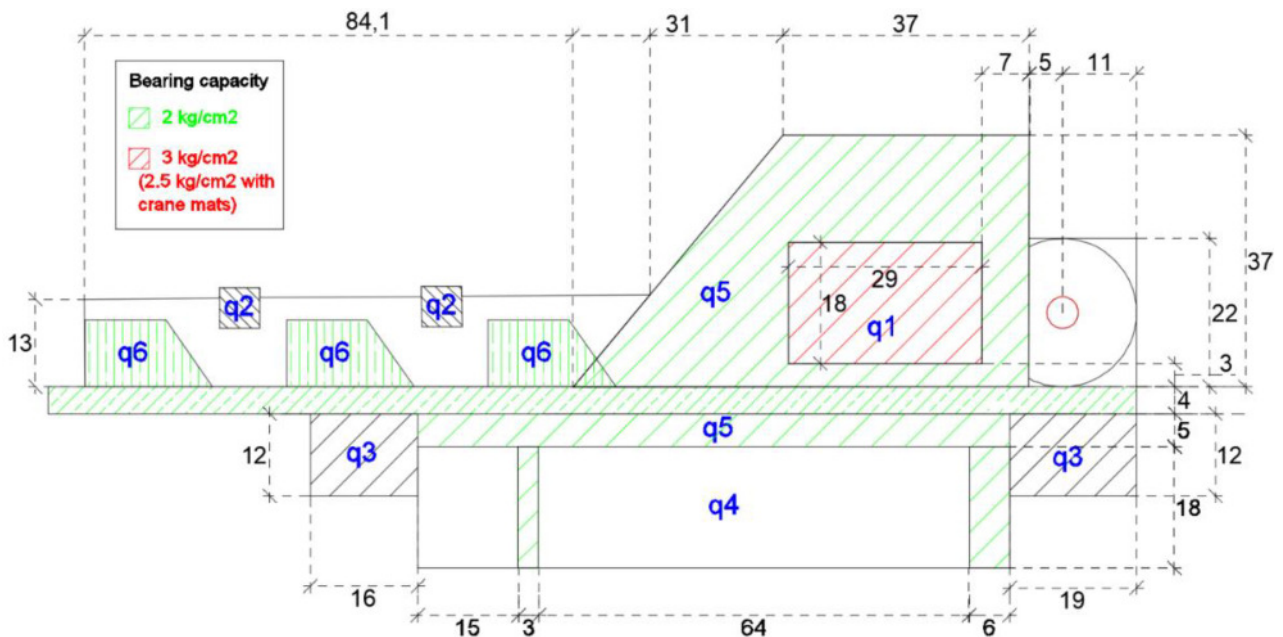 84,1
31
37
7
5
11
Bearing capacity
2 kg/cm2
3 kg/cm2
(2.5 kg/cm2 with
crane mats)
37
q2
q2
q5
29
18
q1
22
13
q6
q6
q6
3
4
q5
5
12
q3
q3
12
q4
18
16
19
15
3
64
6